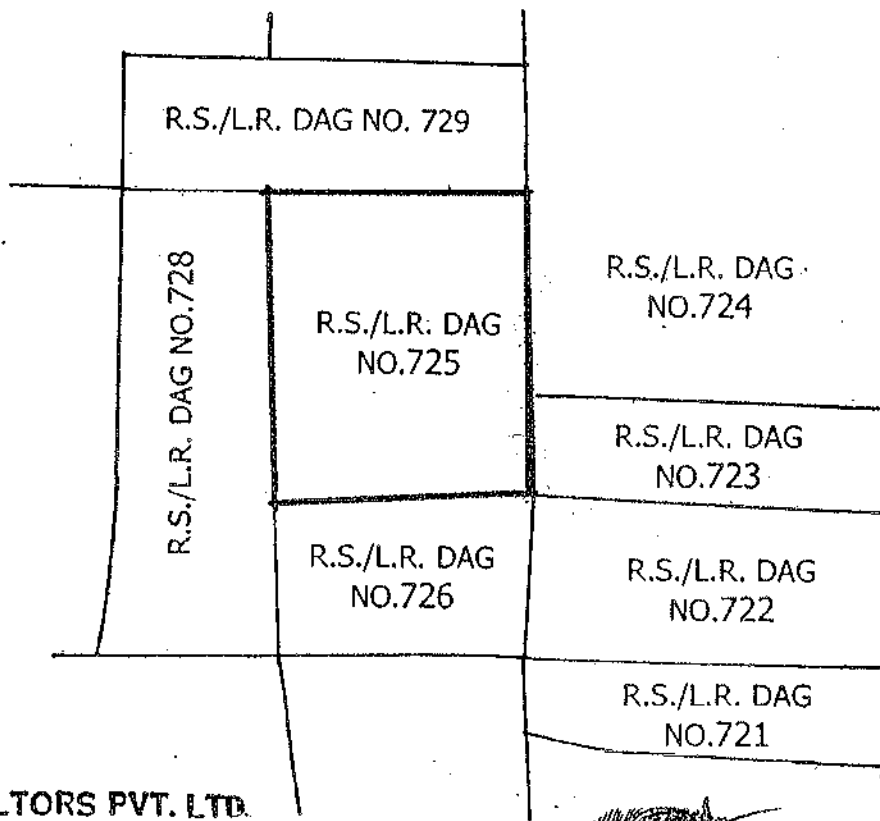 R.S./L.R. DAG NO. 729
R.S./L.R. DAG NO.728
R.S./L.R. DAG
NO.725
R.S./L.R. DAG
NO.724
R.S./L.R. DAG
NO.723
R.S./L.R. DAG
NO.726
R.S./L.R. DAG
NO.722
R.S./L.R. DAG
NO.721
LTORS PVT. LTD.